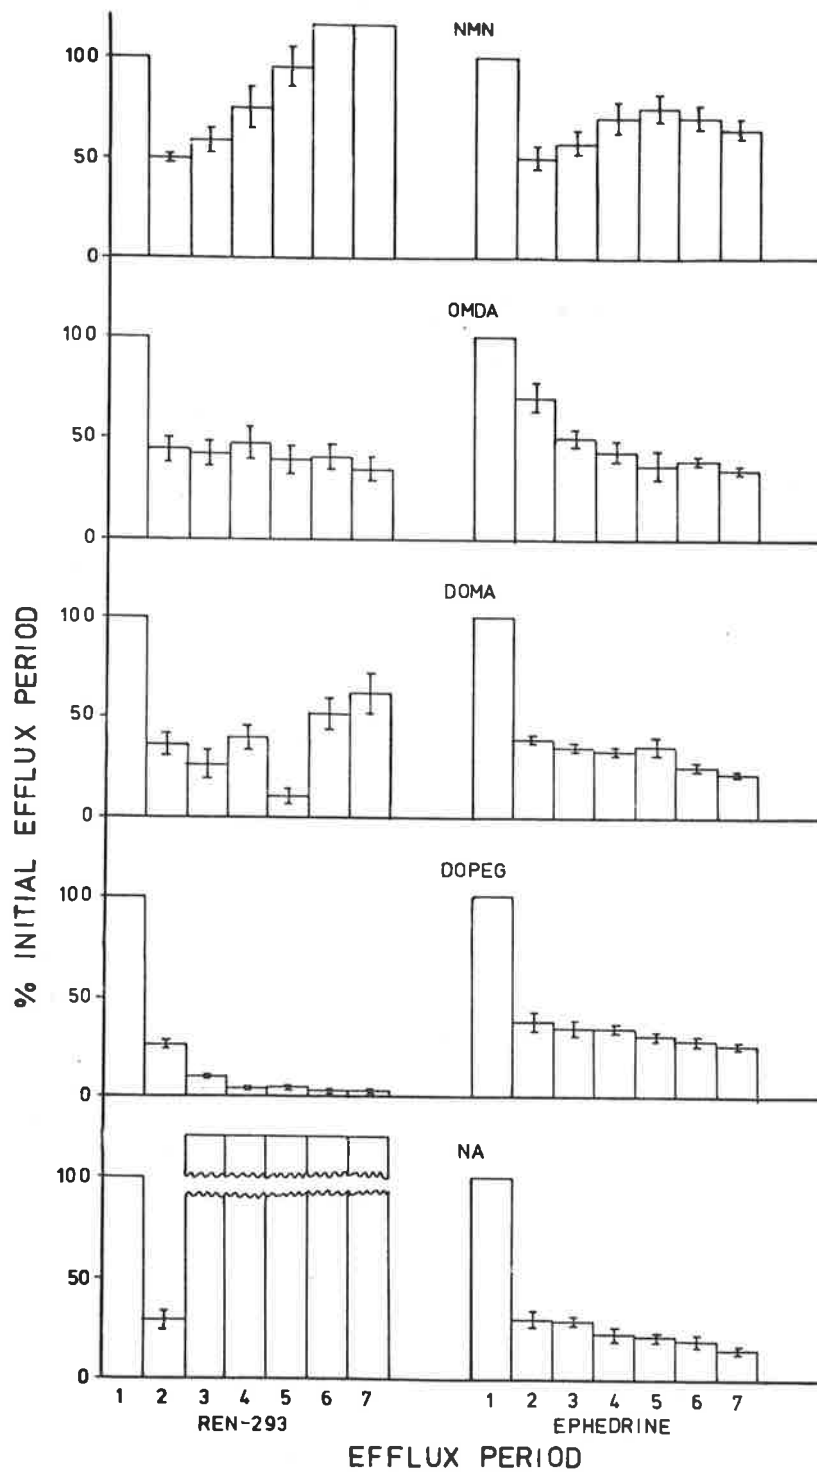 NMN
100
50
0
OMDA
100
50
0
DOMA
100
50
0
DOPEG
100
50
0
NA
100
50
0
% INITIAL EFFLUX PERIOD
1 2 3 4 5 6 7 1 2 3 4 5 6 7
REN-293 EPHEDRINE
EFFLUX PERIOD